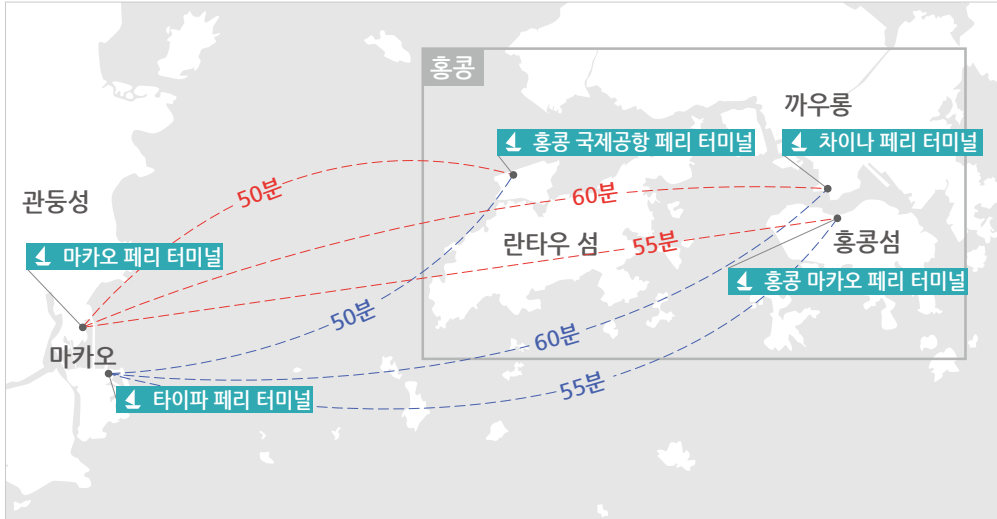 홍콩
까우롱
홍콩 국제공항 페리 터미널
차이나 페리 터미널
50분
60분
관둥성
란타우 섬
55분
홍콩섬
마카오 페리 터미널
홍콩 마카오 페리 터미널
50분
60분
마카오
55분
타이파 페리 터미널